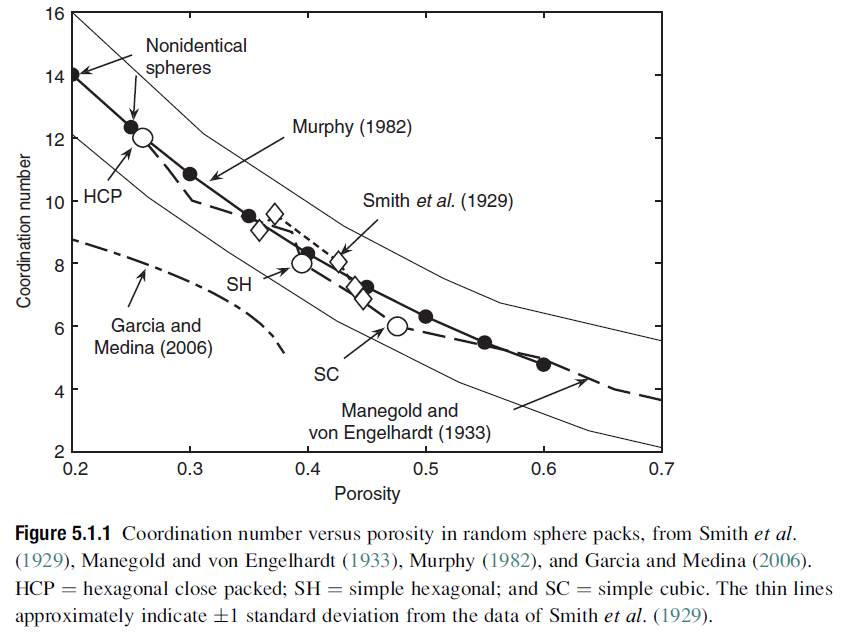 16
Nonidentical
spheres
14
Murphy (1982)
12
HCP
Smith et al. (1929)
10
Coordination number
8
SH
Garcia and
Medina (2006)
6
SC
4
Manegold and
von Engelhardt (1933)
2
0.2 0.3 0.4 0.5 0.6 0.7
Porosity
Figure 5.1.1 Coordination number versus porosity in random sphere packs, from Smith et al.
(1929), Manegold and von Engelhardt (1933), Murphy (1982), and Garcia and Medina (2006).
HCP = hexagonal close packed; SH = simple hexagonal; and SC = simple cubic. The thin lines
approximately indicate ±1 standard deviation from the data of Smith et al. (1929).